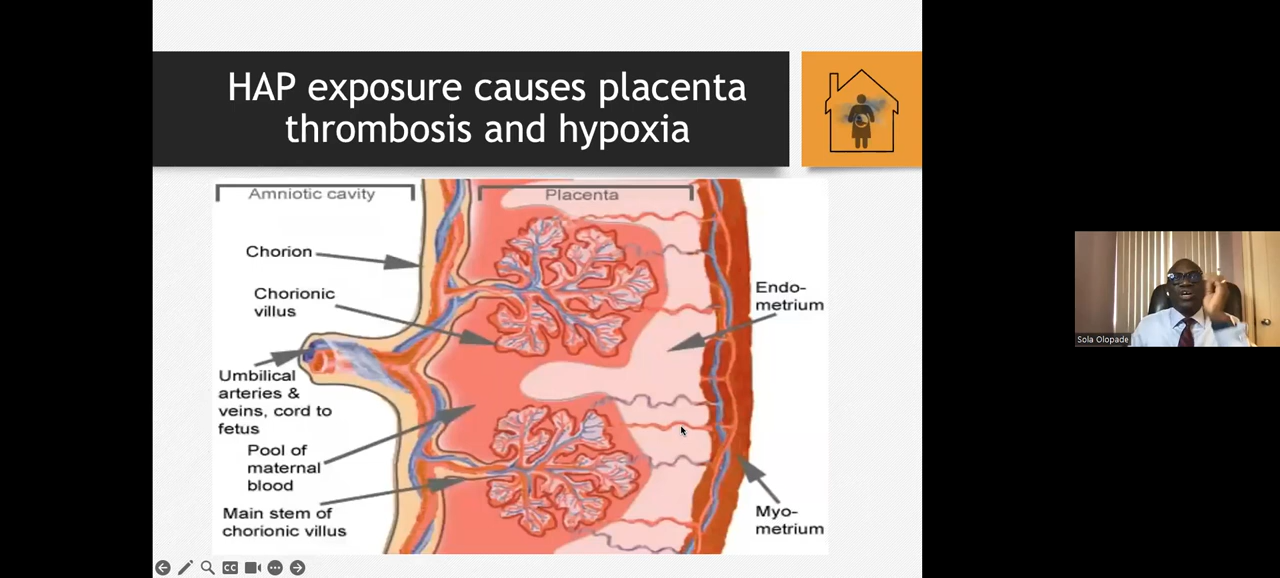 HAP exposure causes placenta
thrombosis and hypoxia
Amniotic cavity
Placenta
Chorion
Chorionic
villus
Endo-
metrium
Umbilical
arteries &
veins, cord to
fetus
Pool of
maternal
blood
Main stem of
chorionic villus
Myo-
metrium
CC
Sola Olopade